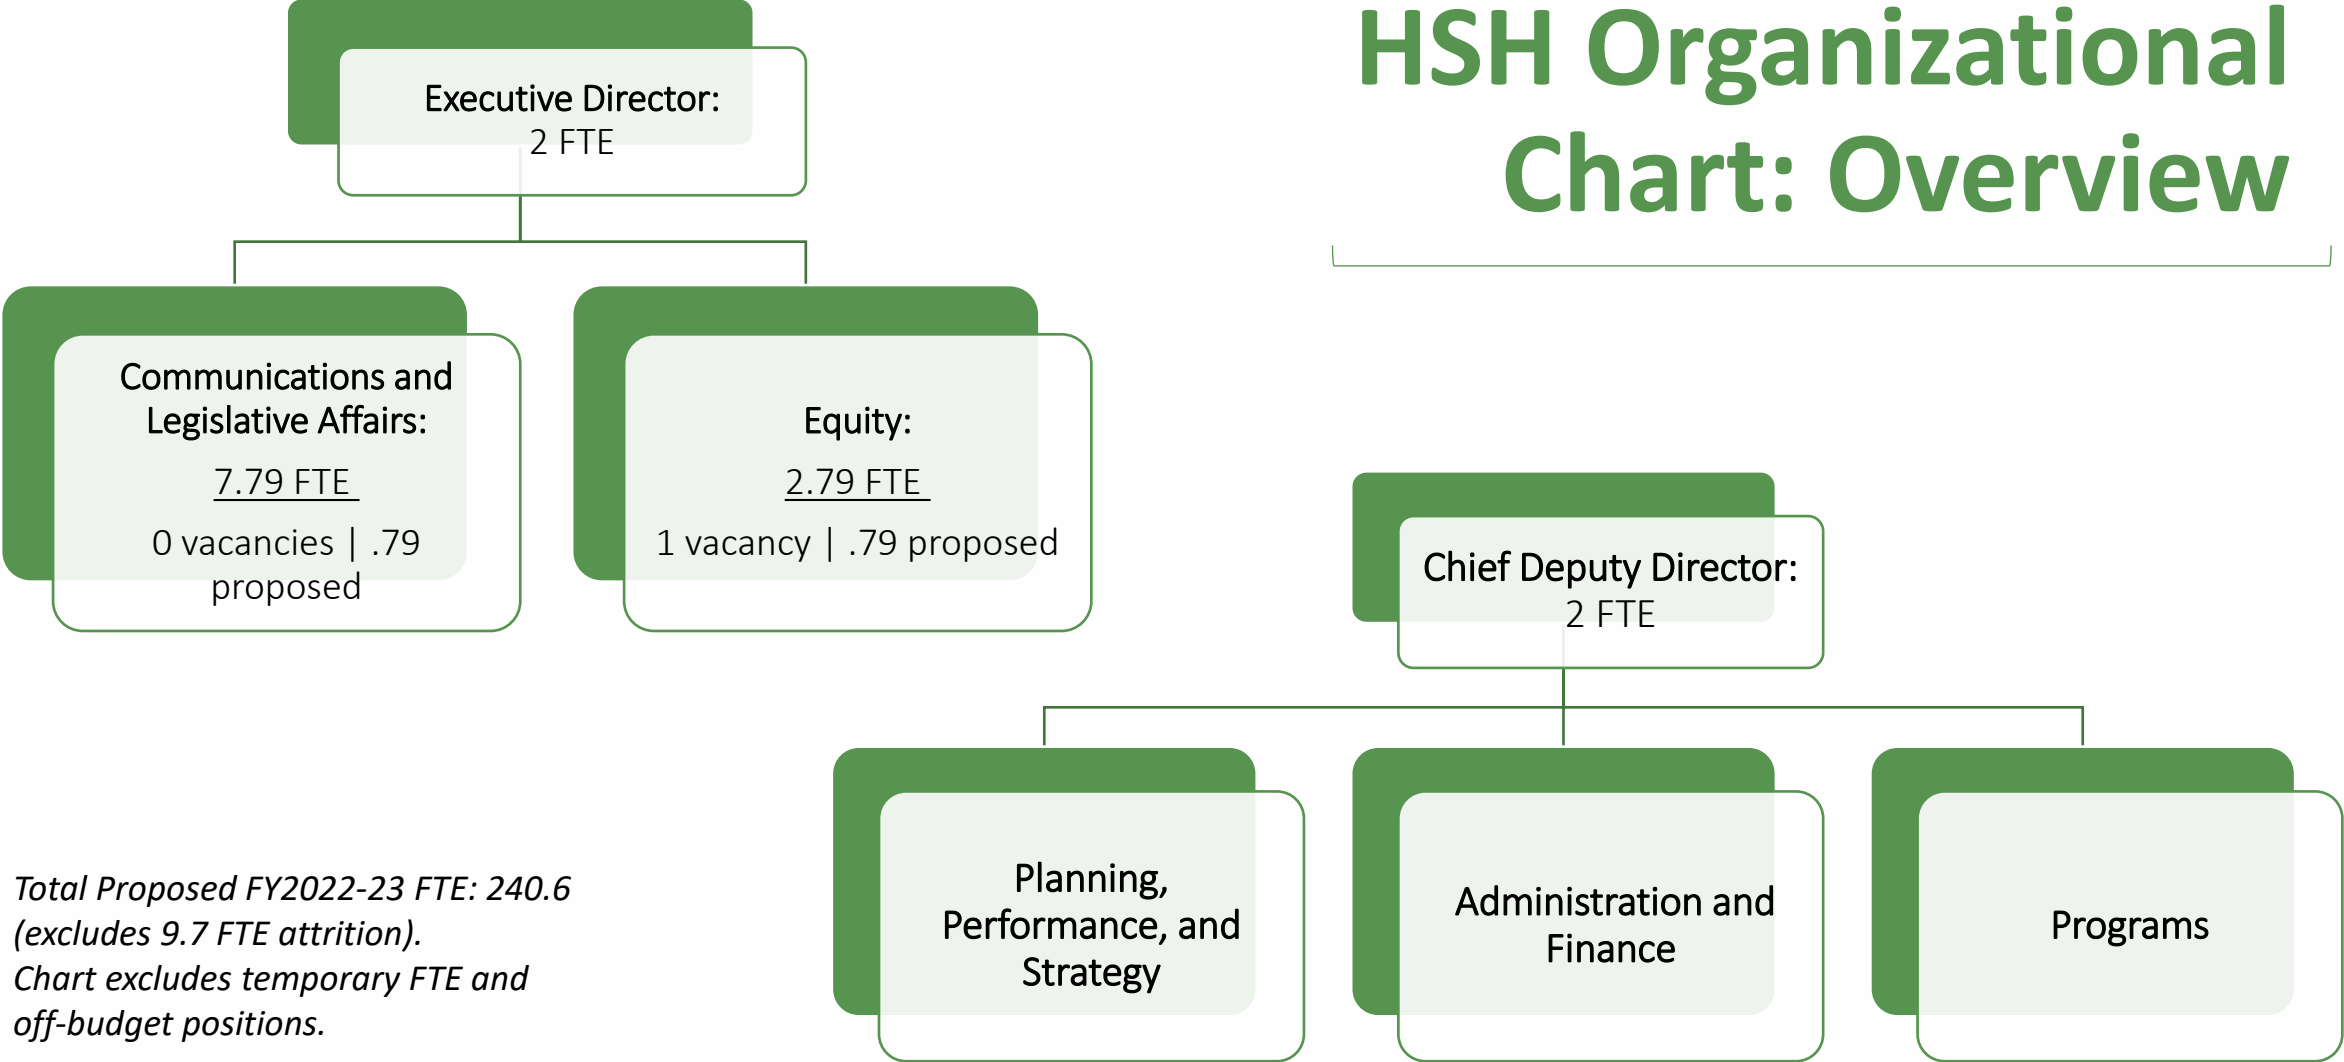 HSH Organizational
Chart: Overview
Executive Director:
2 FTE
Communications and
Legislative Affairs:
7.79 FTE
0 vacancies | .79
proposed
Equity:
2.79 FTE
1 vacancy | .79 proposed
Chief Deputy Director:
2 FTE
Planning,
Performance, and
Strategy
Administration and
Finance
Programs
Total Proposed FY2022-23 FTE: 240.6
(excludes 9.7 FTE attrition).
Chart excludes temporary FTE and
off-budget positions.